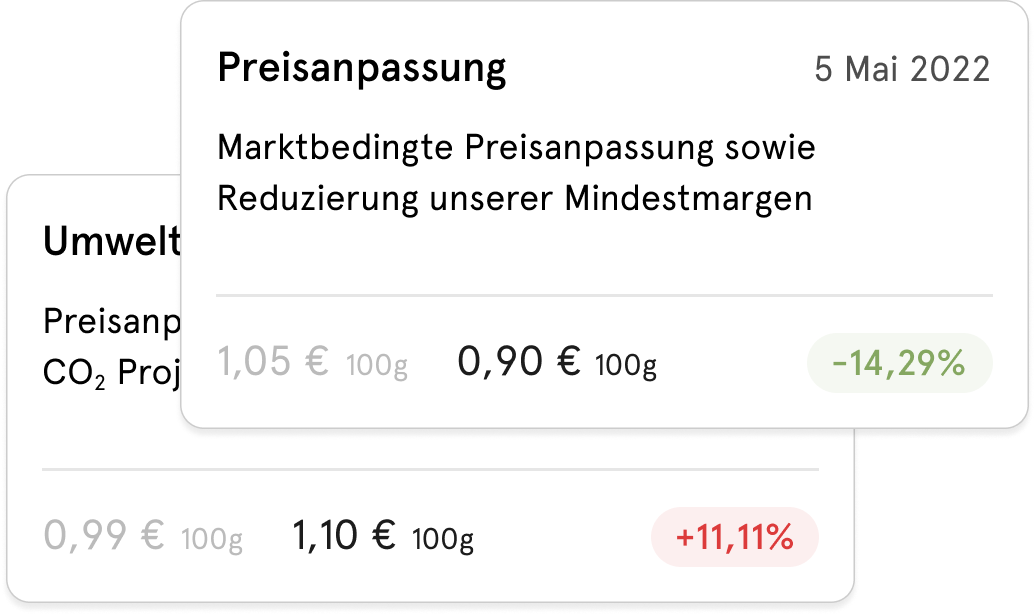 Preisanpassung 5 Mai 2022
Marktbedingte Preisanpassung sowie
Reduzierung unserer Mindestmargen
1,05 € 100g 0,90 € 100g -14,29%
Umwelt
Preisanp
CO₂ Proj
0,99 € 100g 1,10 € 100g +11,11%